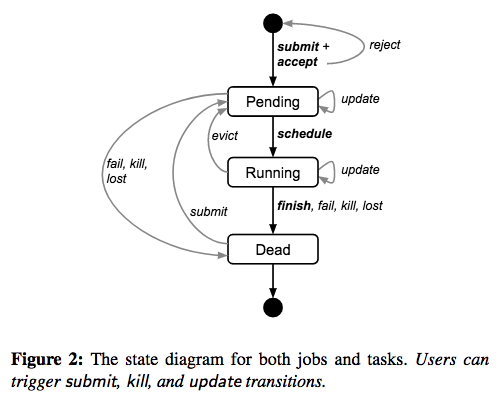 submit +
accept
reject
Pending
update
schedule
evict
fail, kill,
lost
Running
update
submit
finish, fail, kill, lost
Dead
Figure 2: The state diagram for both jobs and tasks. Users can
trigger submit, kill, and update transitions.